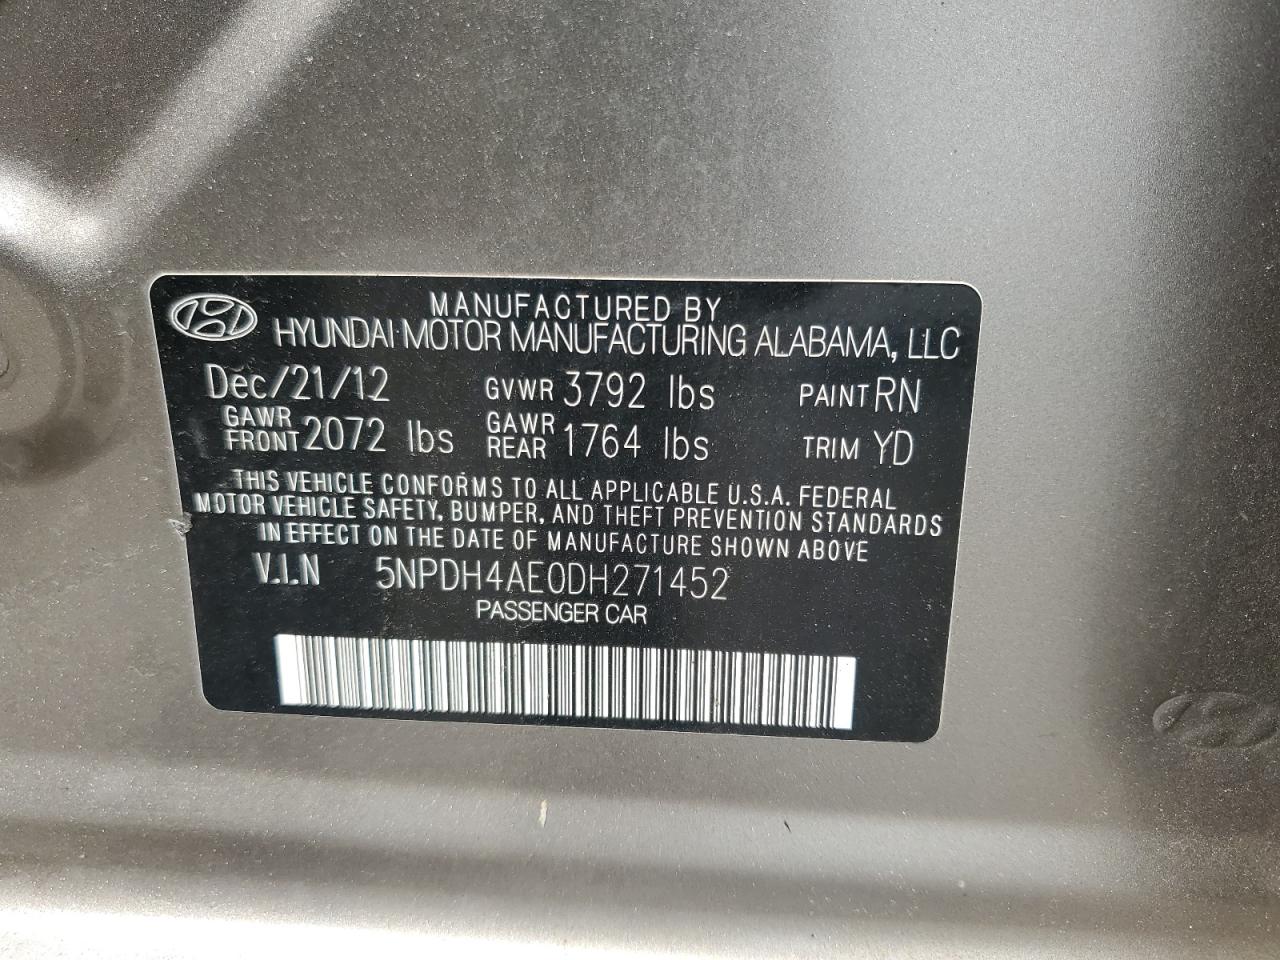 MANUFACTURED BY
HYUNDAI MOTOR MANUFACTURING ALABAMA, LLC
Dec/21/12 GVWR 3792 lbs PAINT RN
GAWR FRONT 2072 lbs GAWR REAR 1764 lbs TRIM YD
THIS VEHICLE CONFORMS TO ALL APPLICABLE U.S.A. FEDERAL
MOTOR VEHICLE SAFETY, BUMPER, AND THEFT PREVENTION STANDARDS
IN EFFECT ON THE DATE OF MANUFACTURE SHOWN ABOVE
V.I.N 5NPDH4AE0DH271452
PASSENGER CAR